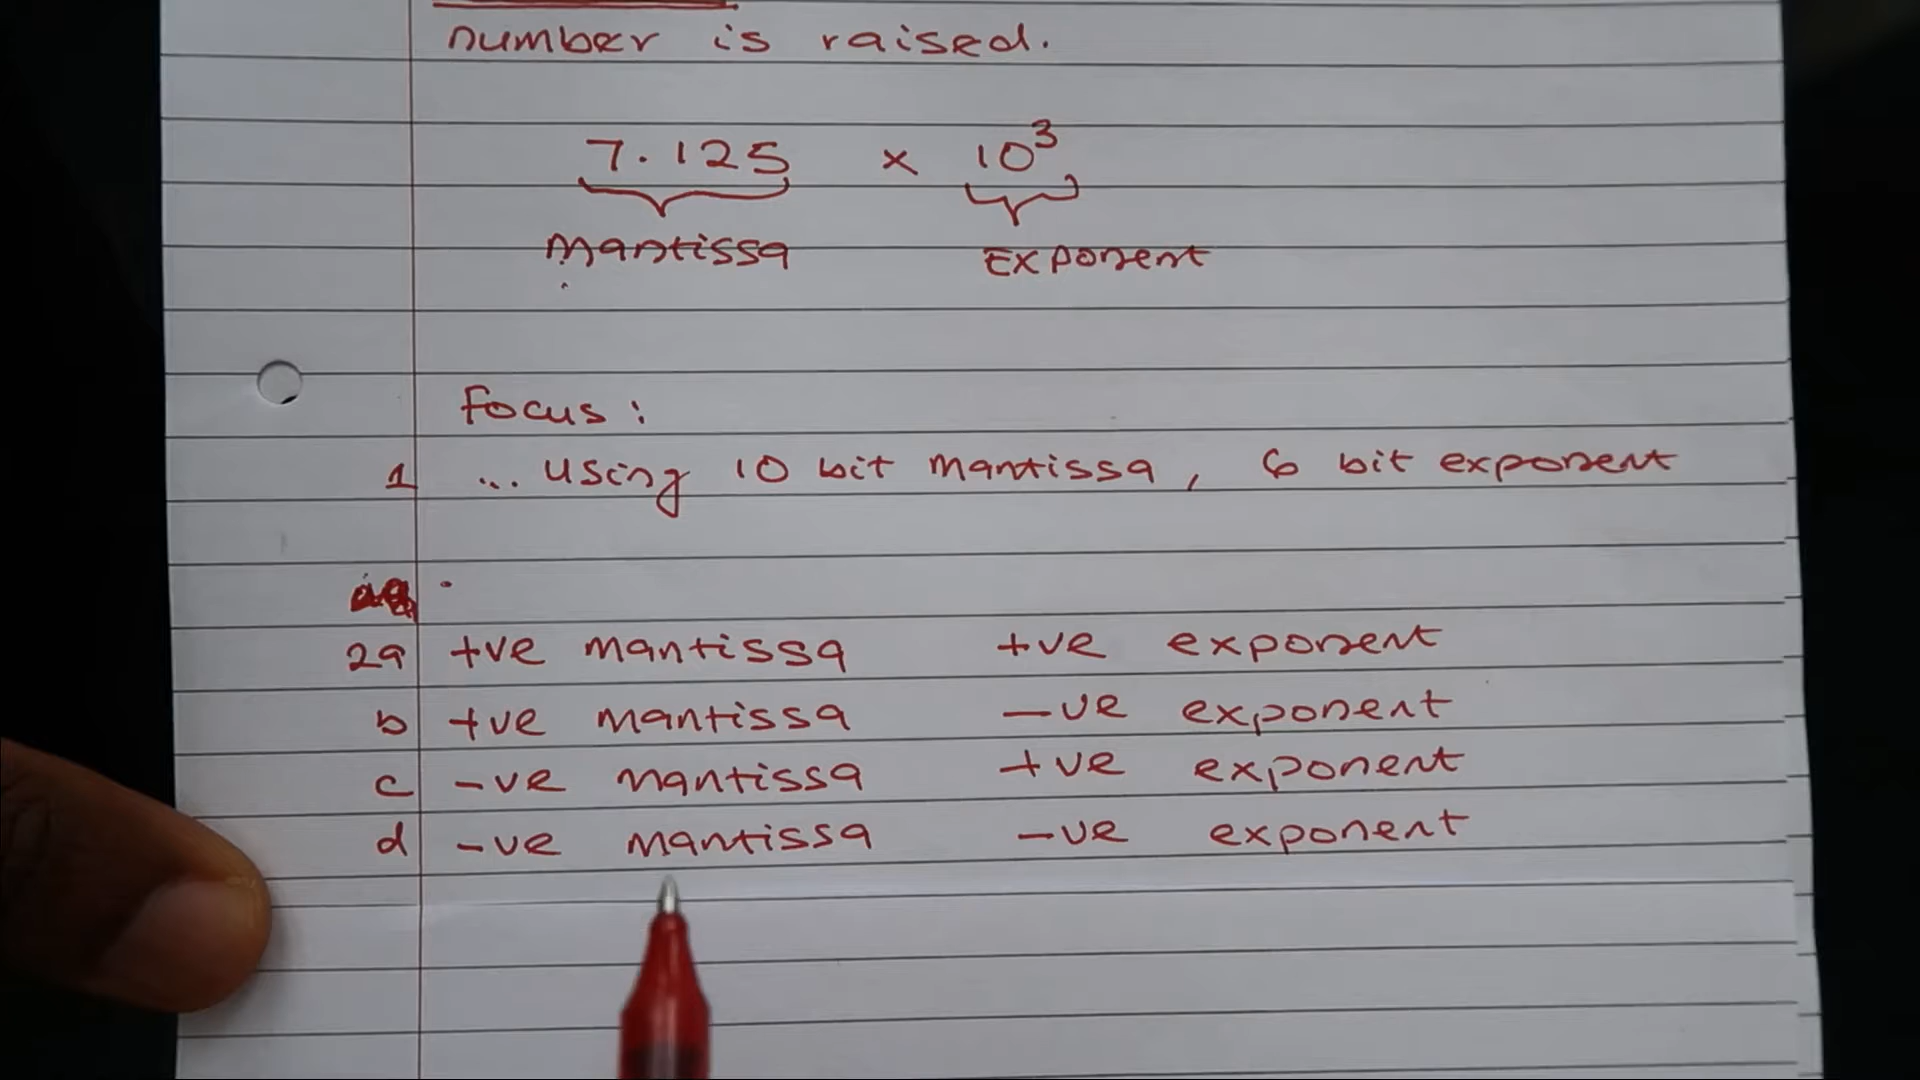 number is raised.
7.125 × 10³
Mantissa Exponent
Focus:
1 ... Using 10 bit Mantissa, 6 bit exponent
2a +ve mantissa +ve exponent
b +ve mantissa -ve exponent
c -ve mantissa +ve exponent
d -ve mantissa -ve exponent